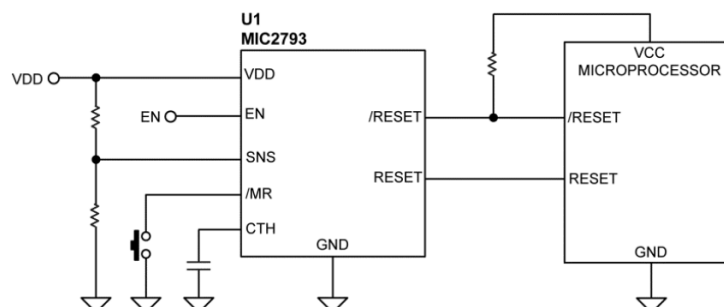 U1
MIC2793
VCC
MICROPROCESSOR
VDD
VDD
EN
EN
/RESET
/RESET
SNS
RESET
RESET
/MR
CTH
GND
GND